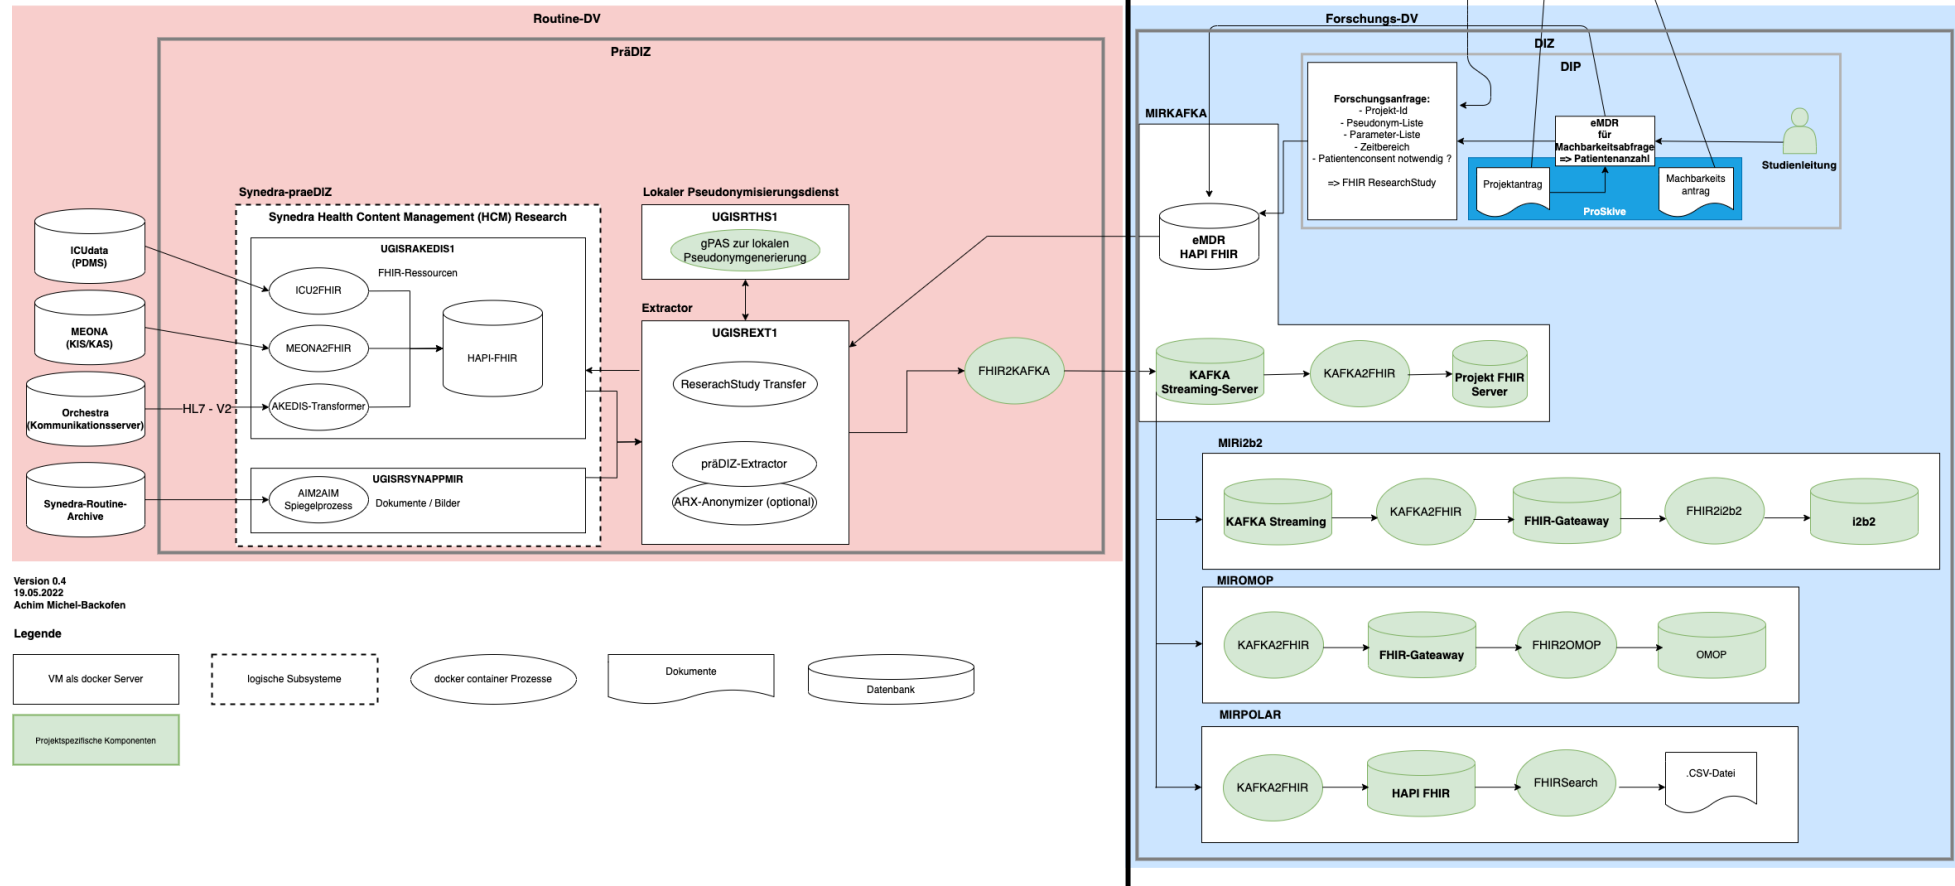 Routine-DV
PräDIZ
Synedra-praeDIZ
Synedra Health Content Management (HCM) Research
UGISRAKEDIS1
FHIR-Ressourcen
ICUdata
(PDMS)
ICU2FHIR
MEONA
(KIS/KAS)
MEONA2FHIR
HAPI-FHIR
Orchestra
(Kommunikationsserver)
HL7 - V2
AKEDIS-Transformer
Synedra-Routine-
Archive
UGISRSYNAPPMIR
AIM2AIM
Spiegelprozess
Dokumente / Bilder
Lokaler Pseudonymisierungsdienst
UGISRTHS1
gPAS zur lokalen
Pseudonymgenerierung
Extractor
UGISREXT1
ReserachStudy Transfer
präDIZ-Extractor
ARX-Anonymizer (optional)
FHIR2KAFKA
Forschungs-DV
DIZ
DIP
Forschungsanfrage:
- Projekt-Id
- Pseudonym-Liste
- Parameter-Liste
- Zeitbereich
- Patientenconsent notwendig ?
=> FHIR ResearchStudy
eMDR
für
Machbarkeitsabfrage
=> Patientenanzahl
Projektantrag
Machbarkeits
antrag
ProSkive
Studienleitung
MIRKAFKA
eMDR
HAPI FHIR
KAFKA
Streaming-Server
KAFKA2FHIR
Projekt FHIR
Server
MIRi2b2
KAFKA Streaming
KAFKA2FHIR
FHIR-Gateaway
FHIR2i2b2
i2b2
MIROMOP
KAFKA2FHIR
FHIR-Gateaway
FHIR2OMOP
OMOP
MIRPOLAR
KAFKA2FHIR
HAPI FHIR
FHIRSearch
.CSV-Datei
Version 0.4
19.05.2022
Achim Michel-Backofen
Legende
VM als docker Server
logische Subsysteme
docker container Prozesse
Dokumente
Datenbank
Projektspezifische Komponenten